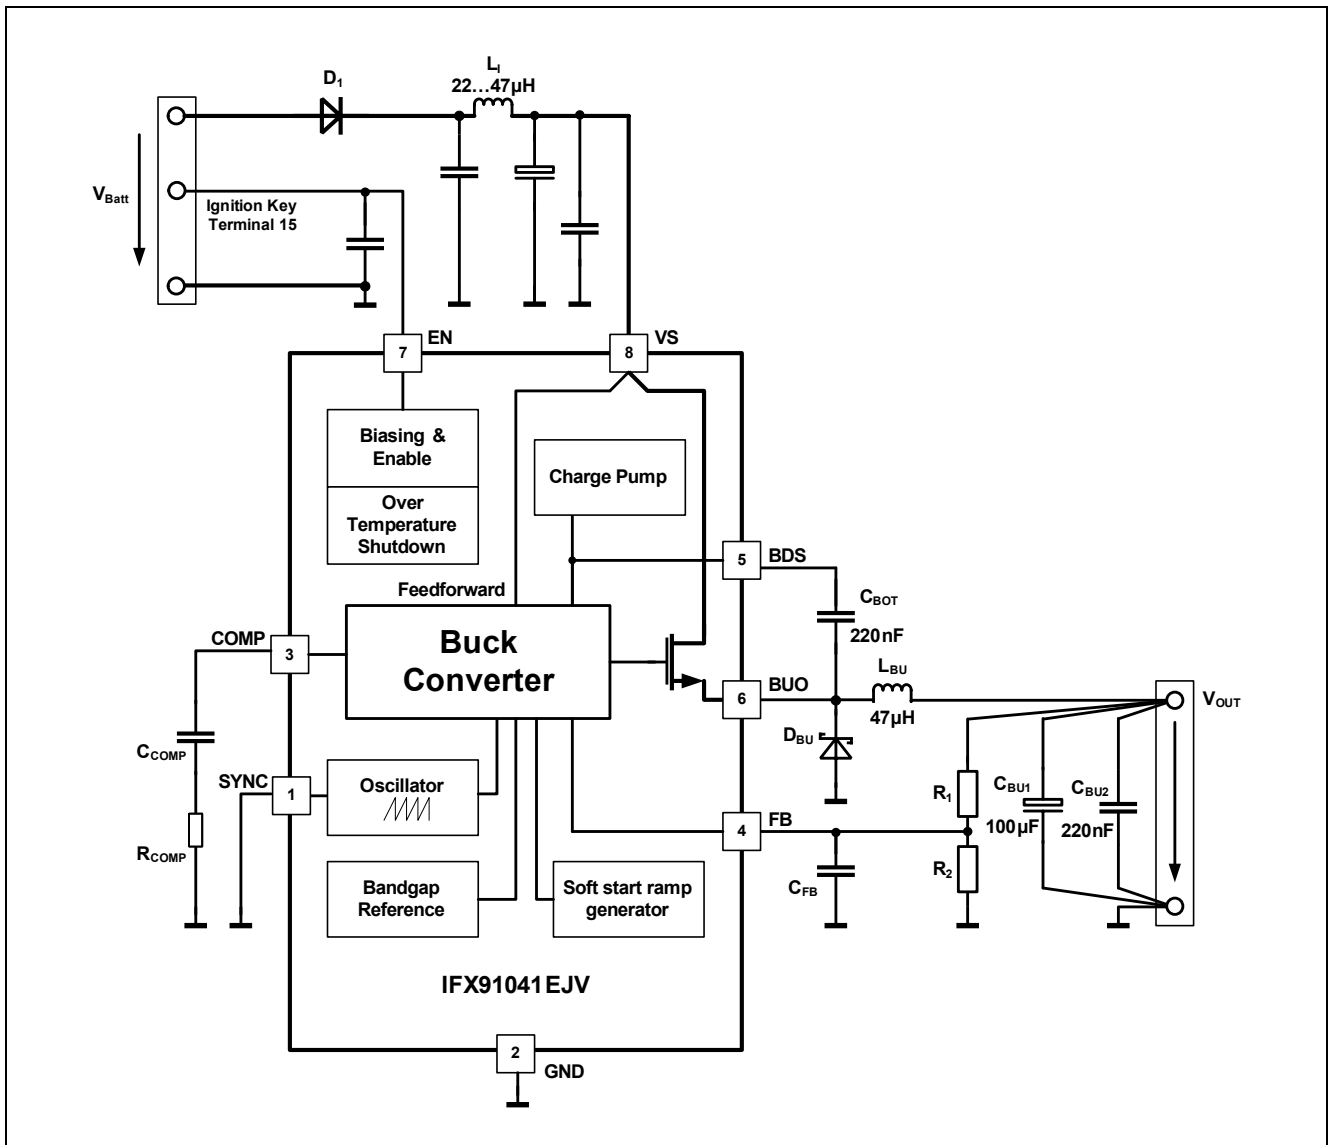 D1
LI
22...47µH
VBatt
Ignition Key
Terminal 15
EN
VS
7
8
Biasing &
Enable
Over
Temperature
Shutdown
Charge Pump
5
BDS
Feedforward
CBOT
220nF
COMP
3
Buck
Converter
LBU
47µH
6
BUO
VOUT
DBU
CCOMP
SYNC
1
Oscillator
R1
CBU1
100µF
CBU2
220nF
4
FB
RCOMP
R2
CFB
Bandgap
Reference
Soft start ramp
generator
IFX91041EJV
2
GND